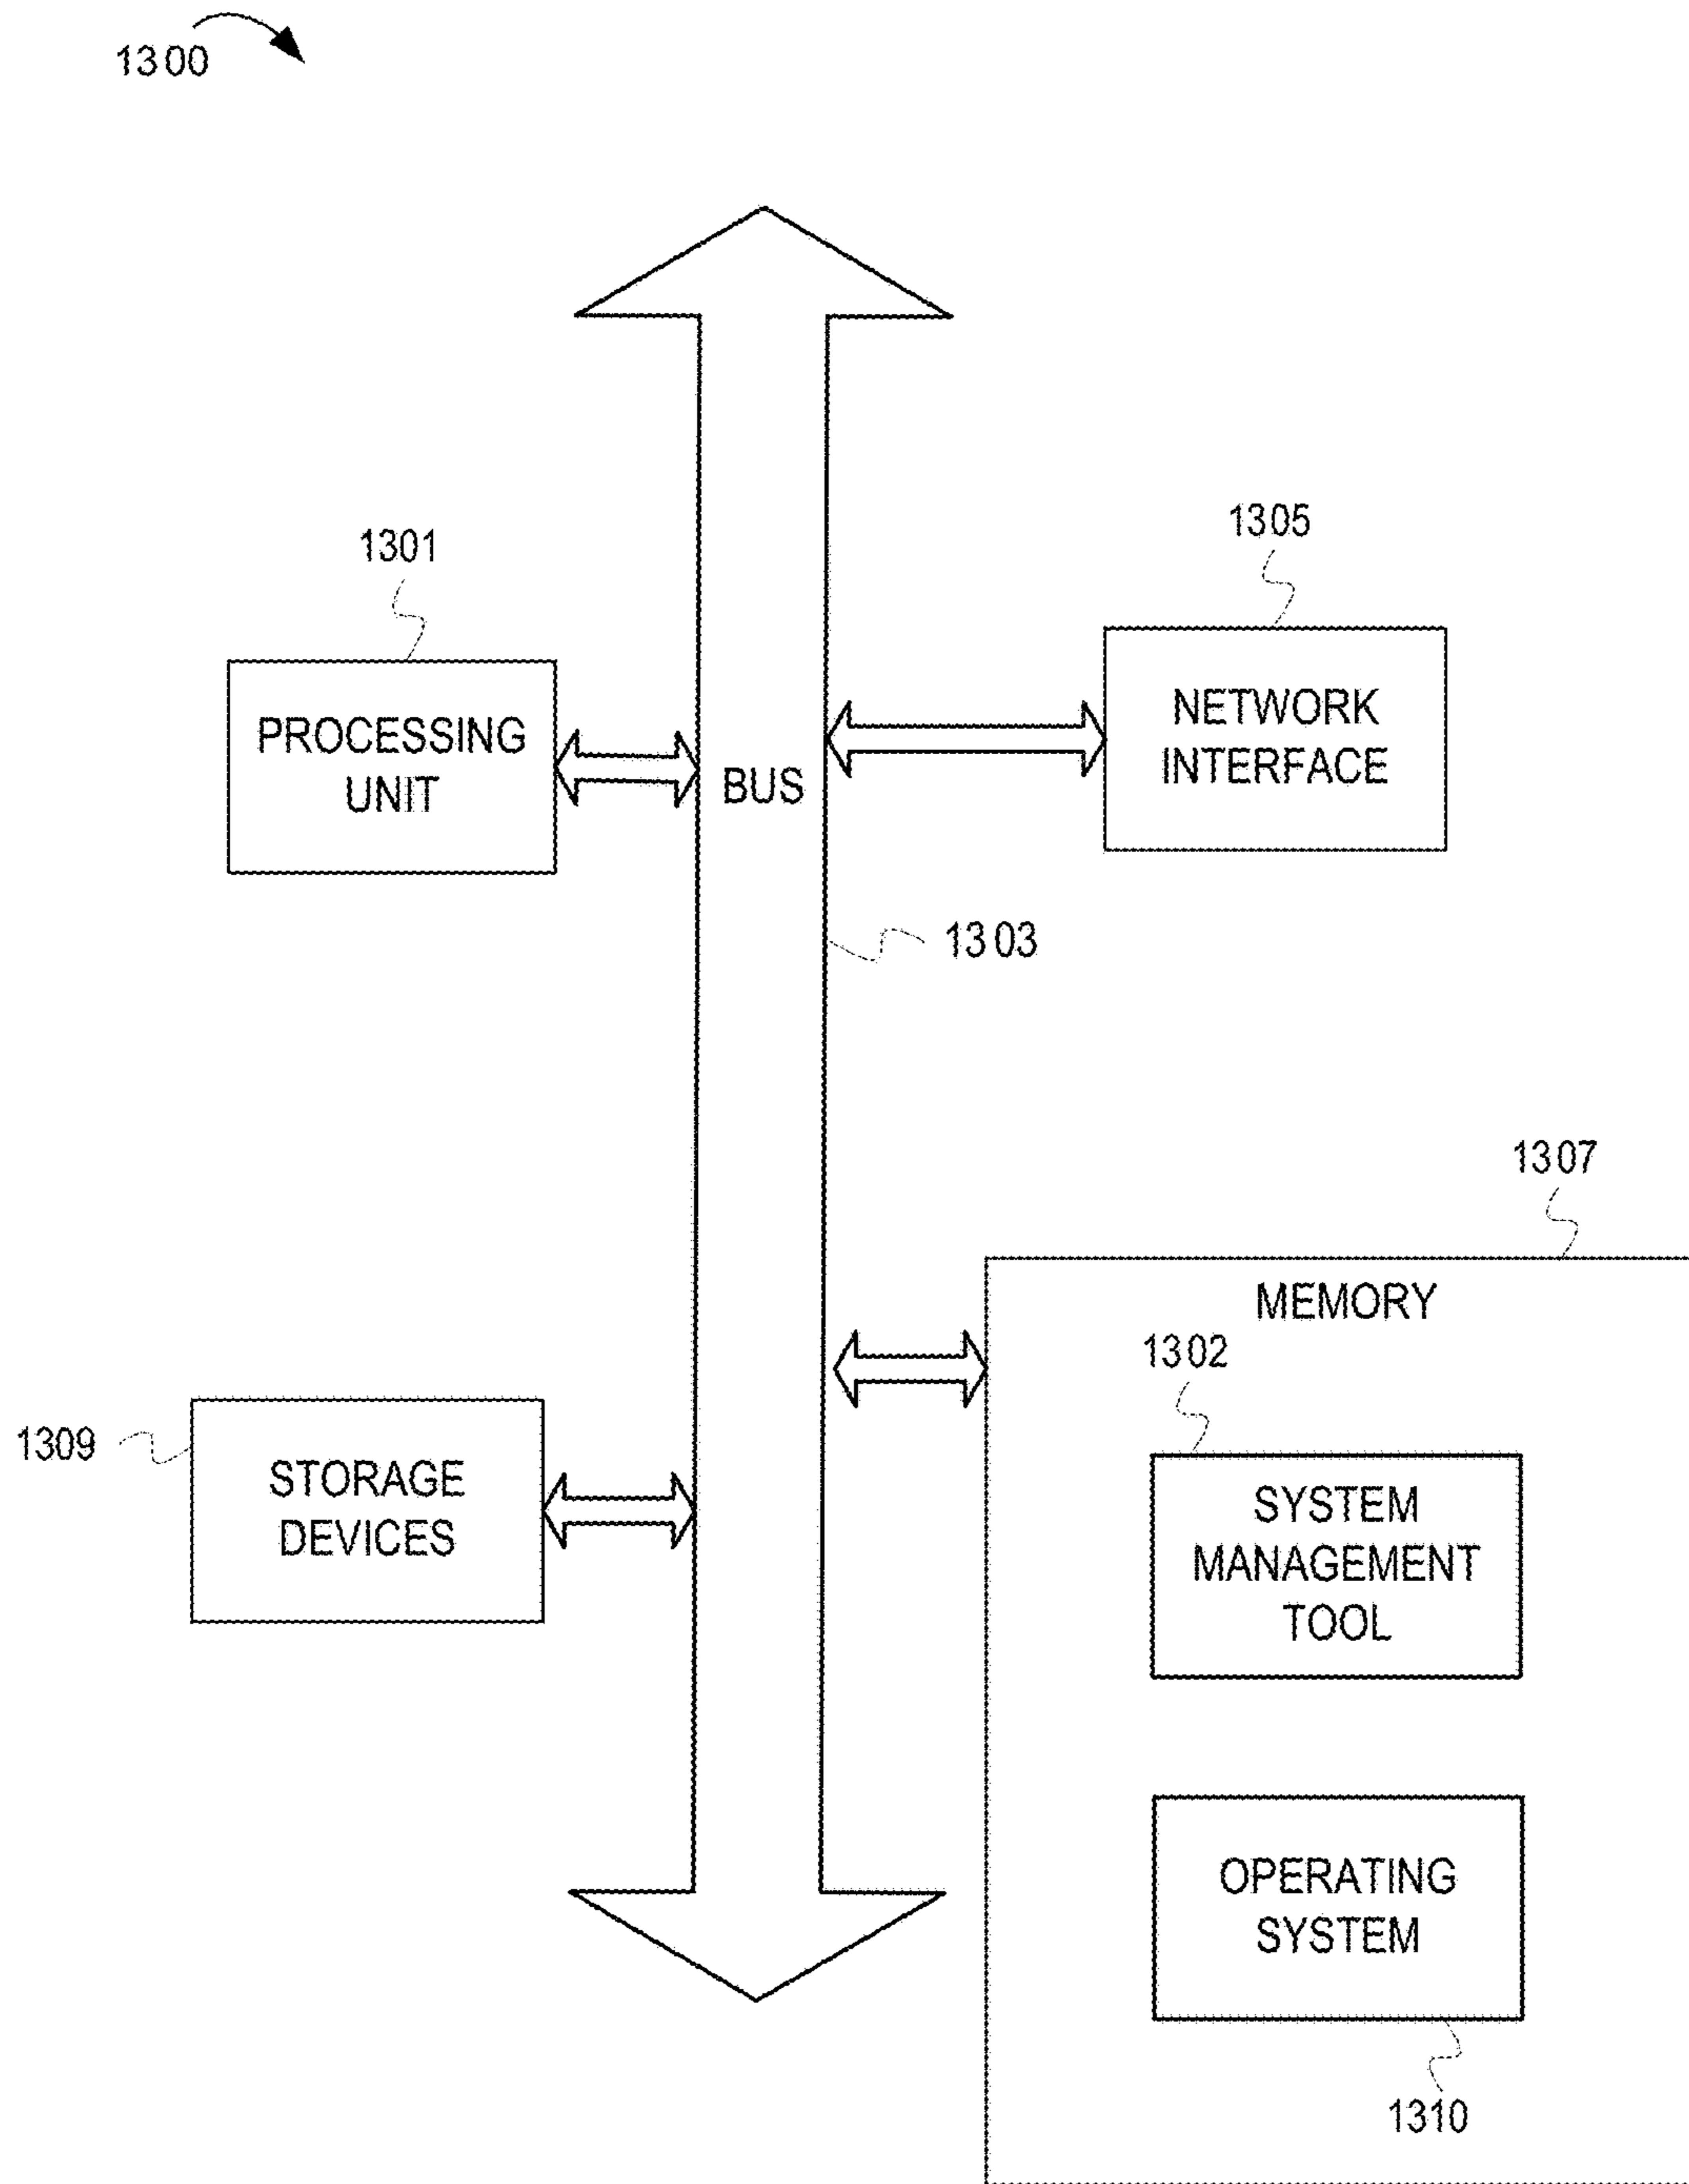 1300
1301
PROCESSING
UNIT
BUS
1305
NETWORK
INTERFACE
1303
1307
MEMORY
1302
SYSTEM
MANAGEMENT
TOOL
1309
STORAGE
DEVICES
OPERATING
SYSTEM
1310